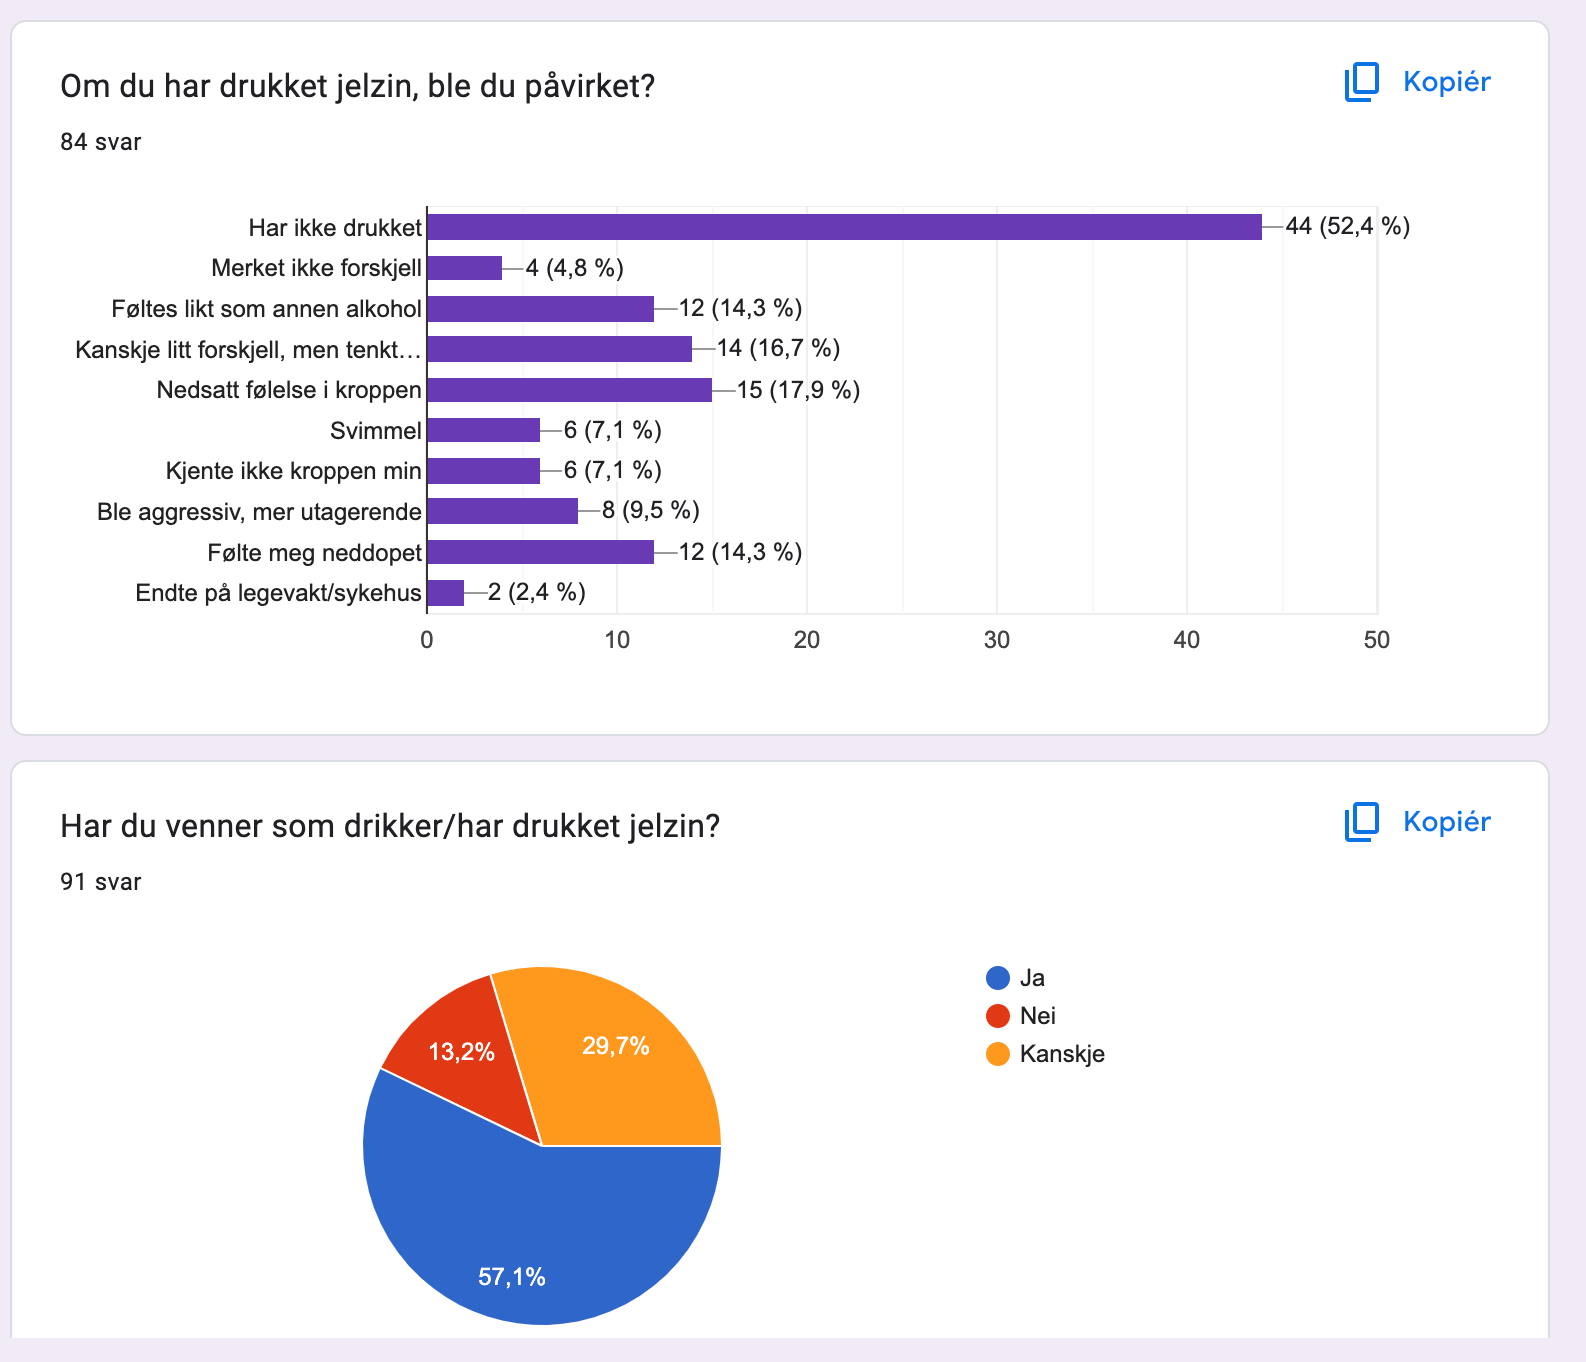 Om du har drukket jelzin, ble du påvirket?
Kopiér
84 svar
Har ikke drukket 44 (52,4 %)
Merket ikke forskjell 4 (4,8 %)
Føltes likt som annen alkohol 12 (14,3 %)
Kanskje litt forskjell, men tenkt… 14 (16,7 %)
Nedsatt følelse i kroppen 15 (17,9 %)
Svimmel 6 (7,1 %)
Kjente ikke kroppen min 6 (7,1 %)
Ble aggressiv, mer utagerende 8 (9,5 %)
Følte meg neddopet 12 (14,3 %)
Endte på legevakt/sykehus 2 (2,4 %)
0 10 20 30 40 50
Har du venner som drikker/har drukket jelzin?
Kopiér
91 svar
Ja
Nei
Kanskje
29,7%
13,2%
57,1%